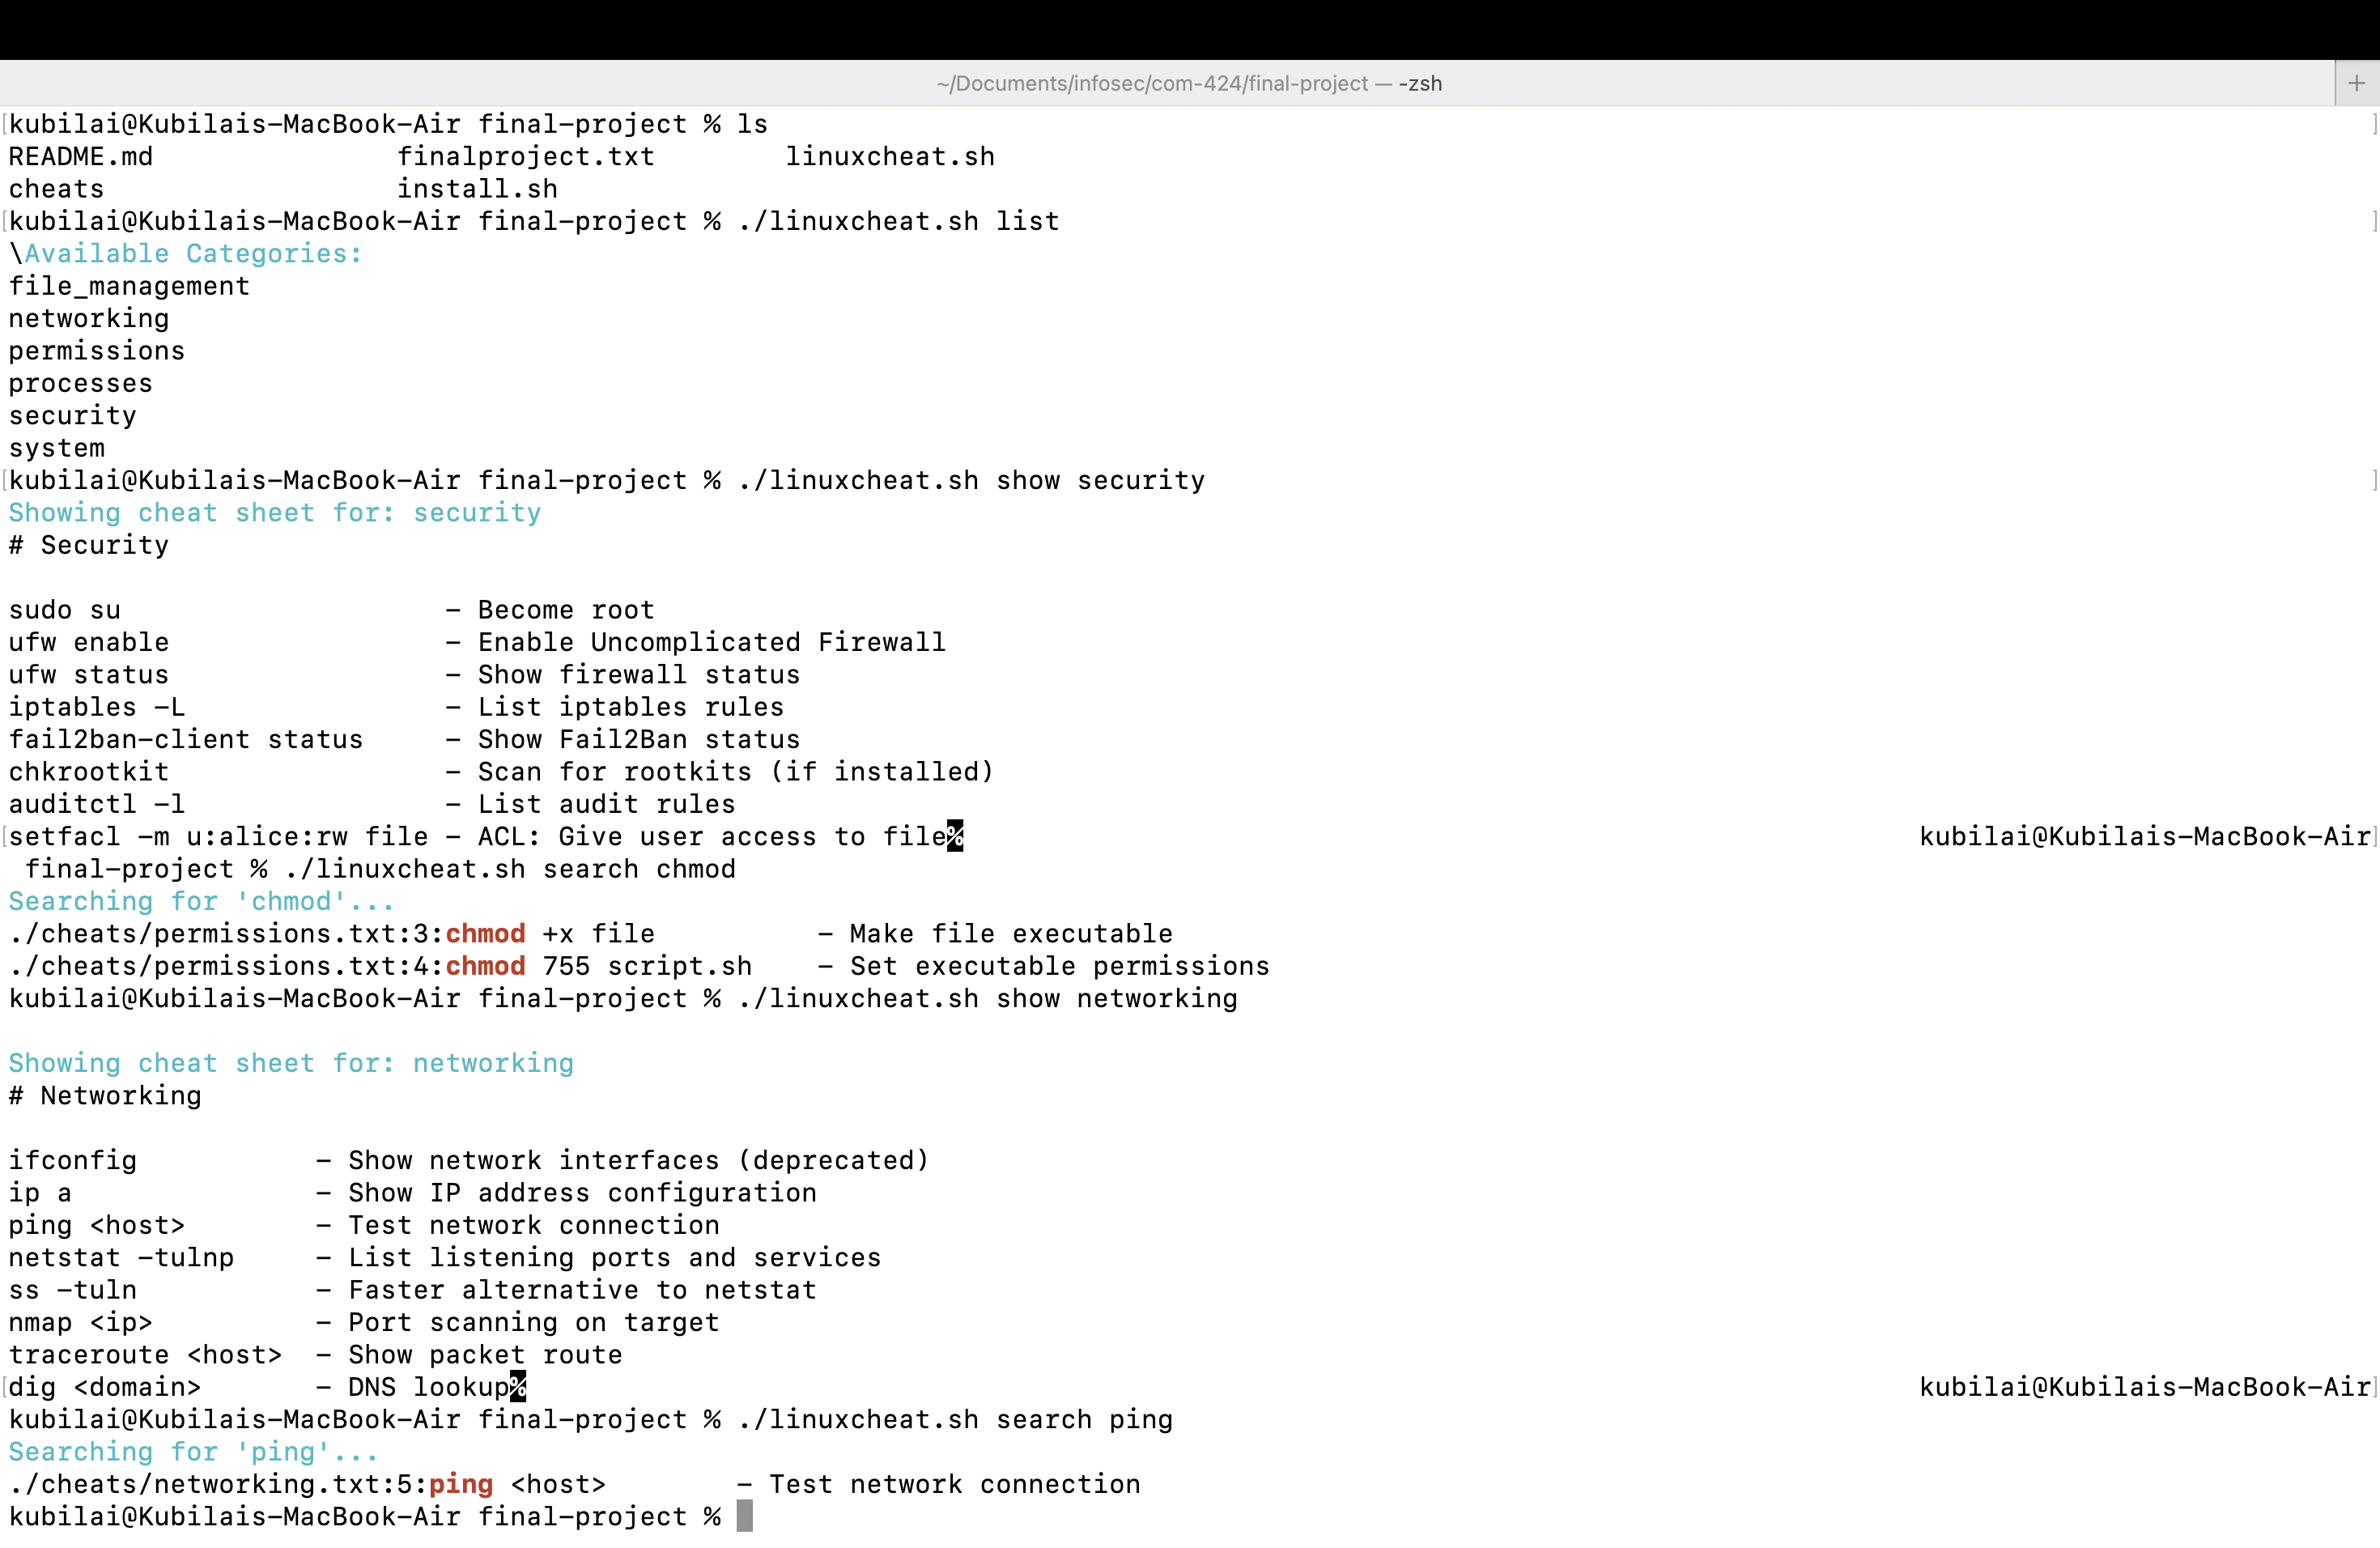 ~/Documents/infosec/com-424/final-project — -zsh
kubilai@Kubilais-MacBook-Air final-project % ls
README.md                finalproject.txt        linuxcheat.sh
cheats                  install.sh
kubilai@Kubilais-MacBook-Air final-project % ./linuxcheat.sh list
\Available Categories:
file_management
networking
permissions
processes
security
system
kubilai@Kubilais-MacBook-Air final-project % ./linuxcheat.sh show security
Showing cheat sheet for: security
# Security
sudo su                    - Become root
ufw enable                 - Enable Uncomplicated Firewall
ufw status                 - Show firewall status
iptables -L                - List iptables rules
fail2ban-client status     - Show Fail2Ban status
chkrootkit                 - Scan for rootkits (if installed)
auditctl -l                - List audit rules
setfacl -m u:alice:rw file - ACL: Give user access to file%                kubilai@Kubilais-MacBook-Air
 final-project % ./linuxcheat.sh search chmod
Searching for 'chmod'...
./cheats/permissions.txt:3:chmod +x file          - Make file executable
./cheats/permissions.txt:4:chmod 755 script.sh    - Set executable permissions
kubilai@Kubilais-MacBook-Air final-project % ./linuxcheat.sh show networking
Showing cheat sheet for: networking
# Networking
ifconfig           - Show network interfaces (deprecated)
ip a               - Show IP address configuration
ping <host>        - Test network connection
netstat -tulnp     - List listening ports and services
ss -tuln           - Faster alternative to netstat
nmap <ip>          - Port scanning on target
traceroute <host>  - Show packet route
dig <domain>       - DNS lookup%                kubilai@Kubilais-MacBook-Air
kubilai@Kubilais-MacBook-Air final-project % ./linuxcheat.sh search ping
Searching for 'ping'...
./cheats/networking.txt:5:ping <host>        - Test network connection
kubilai@Kubilais-MacBook-Air final-project %